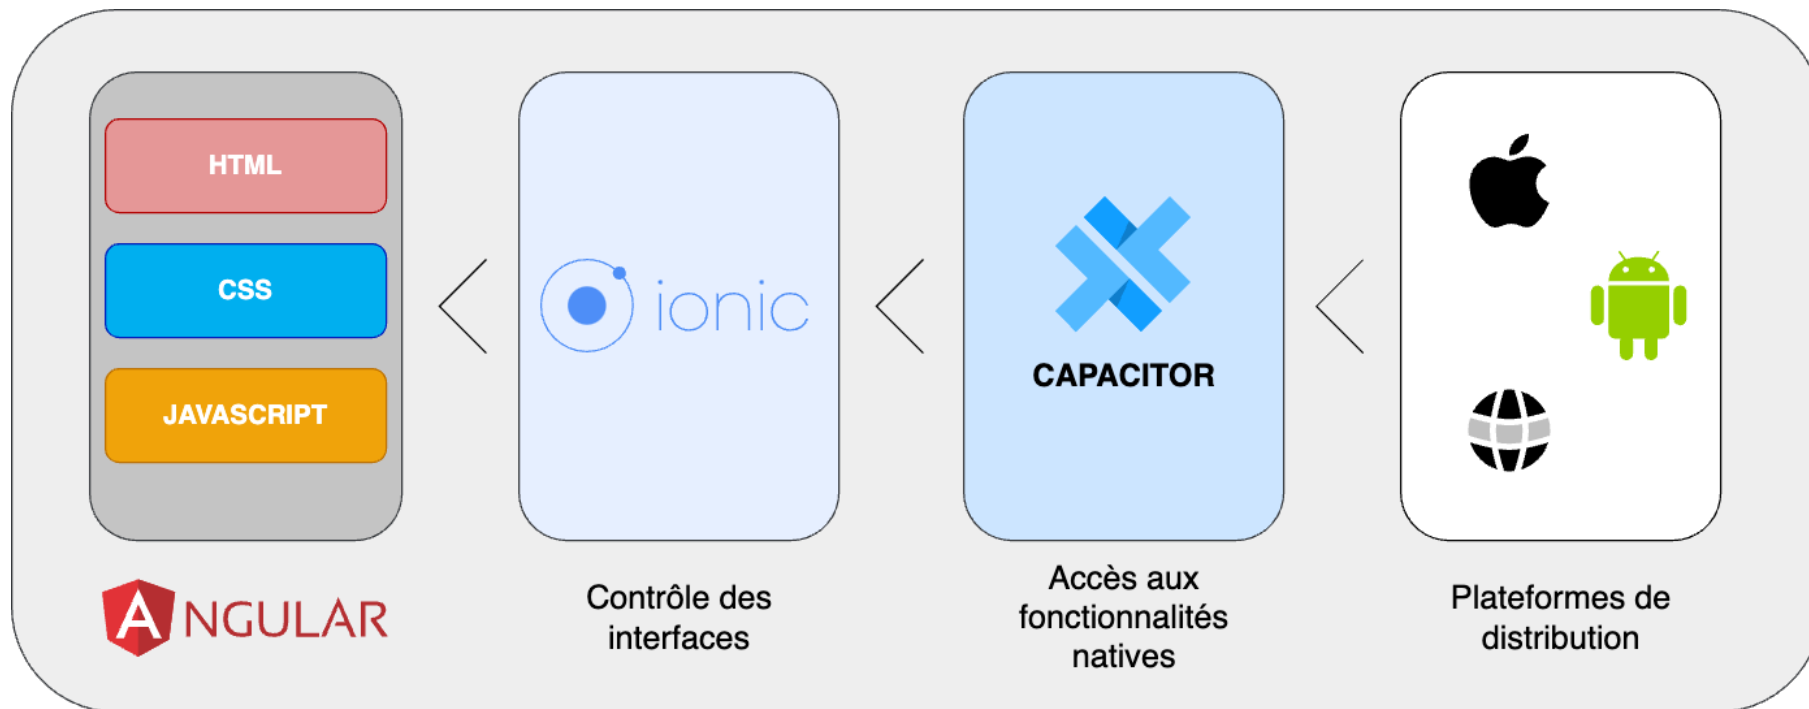 HTML
CSS
JAVASCRIPT
ANGULAR
ionic
Contrôle des
interfaces
CAPACITOR
Accès aux
fonctionnalités
natives
Plateformes de
distribution